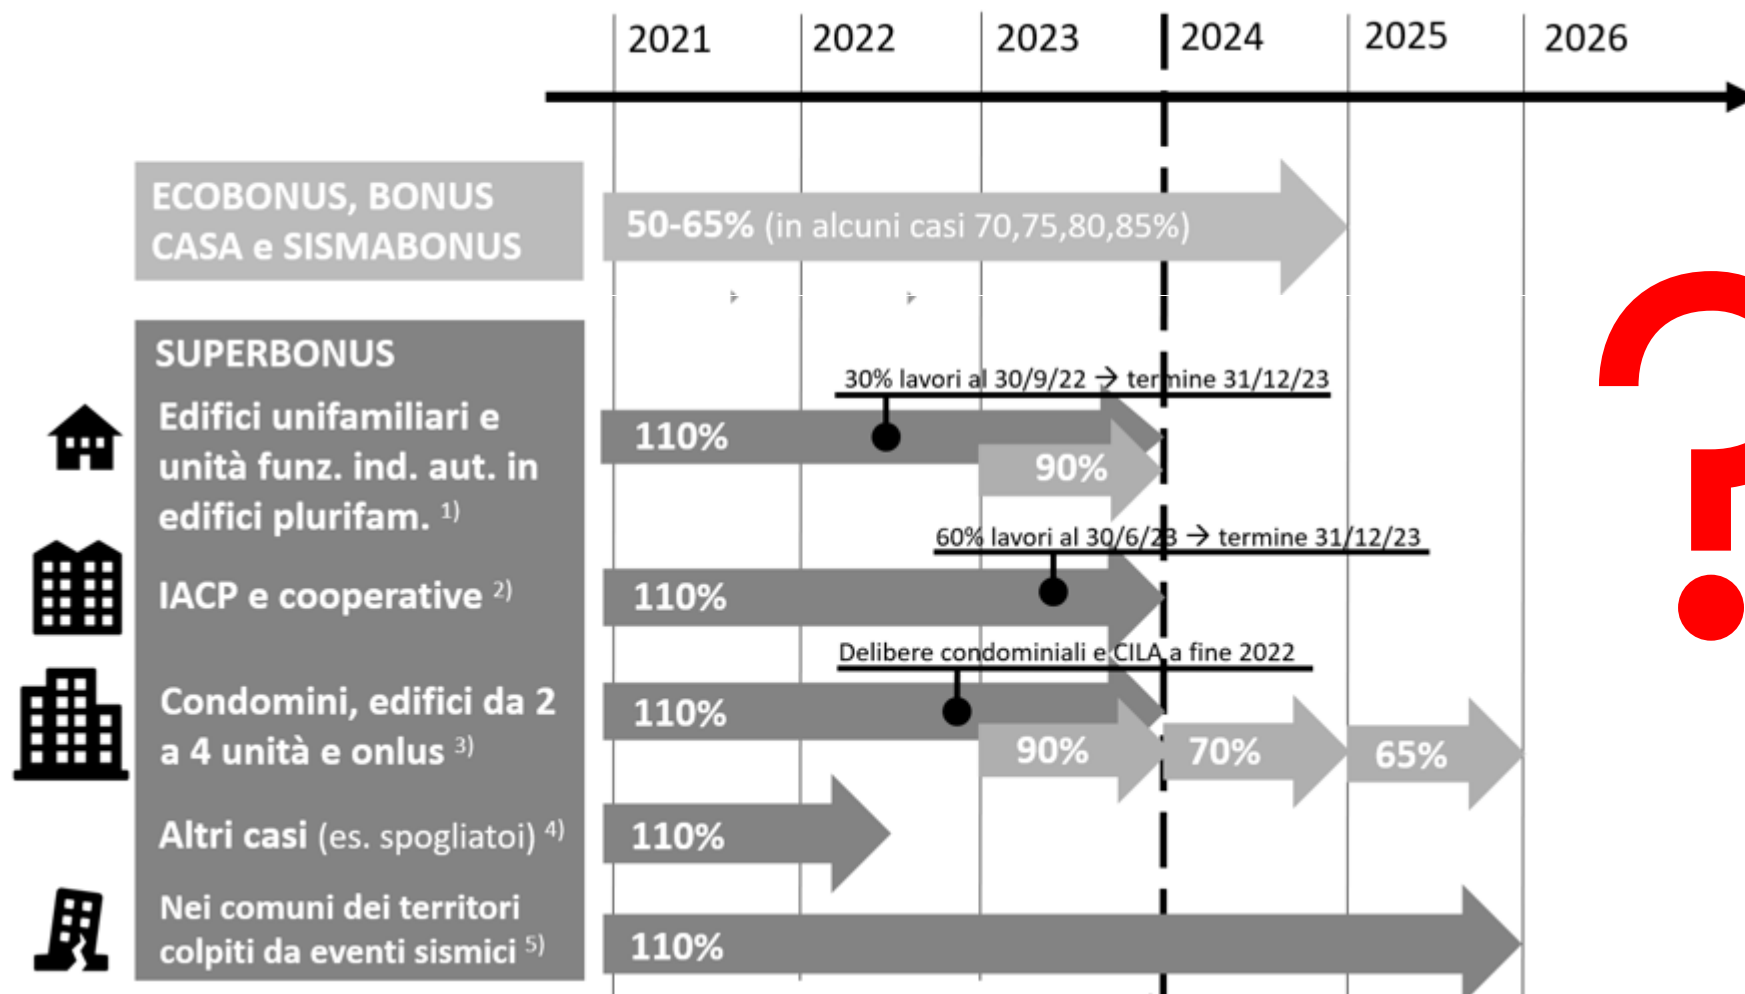 2021 2022 2023 2024 2025 2026
ECOBONUS, BONUS
CASA e SISMABONUS
50-65% (in alcuni casi 70,75,80,85%)
SUPERBONUS
30% lavori al 30/9/22 → termine 31/12/23
Edifici unifamiliari e
unità funz. ind. aut. in
edifici plurifam. 1)
110%
90%
60% lavori al 30/6/23 → termine 31/12/23
IACP e cooperative 2)
110%
Delibere condominiali e CILA a fine 2022
Condomini, edifici da 2
a 4 unità e onlus 3)
110%
90% 70% 65%
Altri casi (es. spogliatoi) 4)
110%
Nei comuni dei territori
colpiti da eventi sismici 5)
110%
?